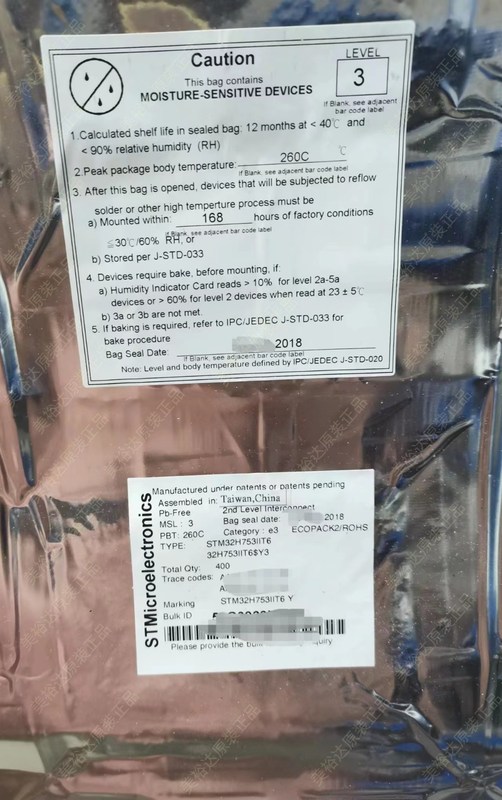 Caution
LEVEL
3
This bag contains
MOISTURE-SENSITIVE DEVICES
If Blank, see adjacent
bar code label
1.Calculated shelf life in sealed bag: 12 months at < 40℃ and
< 90% relative humidity (RH)
2.Peak package body temperature: 260C ℃
If Blank, see adjacent bar code label
3. After this bag is opened, devices that will be subjected to reflow
solder or other high temperture process must be
a) Mounted within: 168 hours of factory conditions
If Blank, see adjacent bar code label
≦30℃/60% RH, or
b) Stored per J-STD-033
4. Devices require bake, before mounting, if:
a) Humidity Indicator Card reads > 10% for level 2a-5a
devices or > 60% for level 2 devices when read at 23 ± 5℃
b) 3a or 3b are not met
5. If baking is required, refer to IPC/JEDEC J-STD-033 for
bake procedure
Bag Seal Date: 2018
If Blank, see adjacent bar code label
Note: Level and body temperature defined by IPC/JEDEC J-STD-020
STMicroelectronics
Manufactured under patents or patents pending
Assembled in: Taiwan,China
Pb-Free 2nd Level Interconnect
MSL : 3 Bag seal date: 2018
PBT: 260C Category : e3 ECOPACK2/ROHS
TYPE: STM32H753IIT6
32H753IIT6$Y3
Total Qty: 400
Trace codes: A
A
Marking STM32H753IIT6 Y
Bulk ID
Please provide the bulk